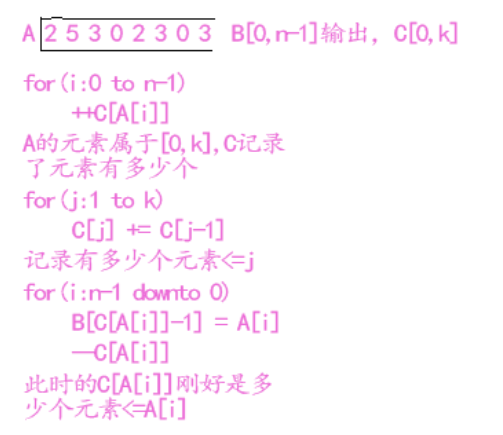 A 2 5 3 0 2 3 0 3 B[0,n-1]输出, C[0,k]
for(i:0 to n-1)
++C[A[i]]
A的元素属于[0,k],C记录
了元素有多少个
for(j:1 to k)
C[j] += C[j-1]
记录有多少个元素<=j
for(i:n-1 downto 0)
B[C[A[i]]-1] = A[i]
--C[A[i]]
此时的C[A[i]]刚好是多
少个元素<=A[i]